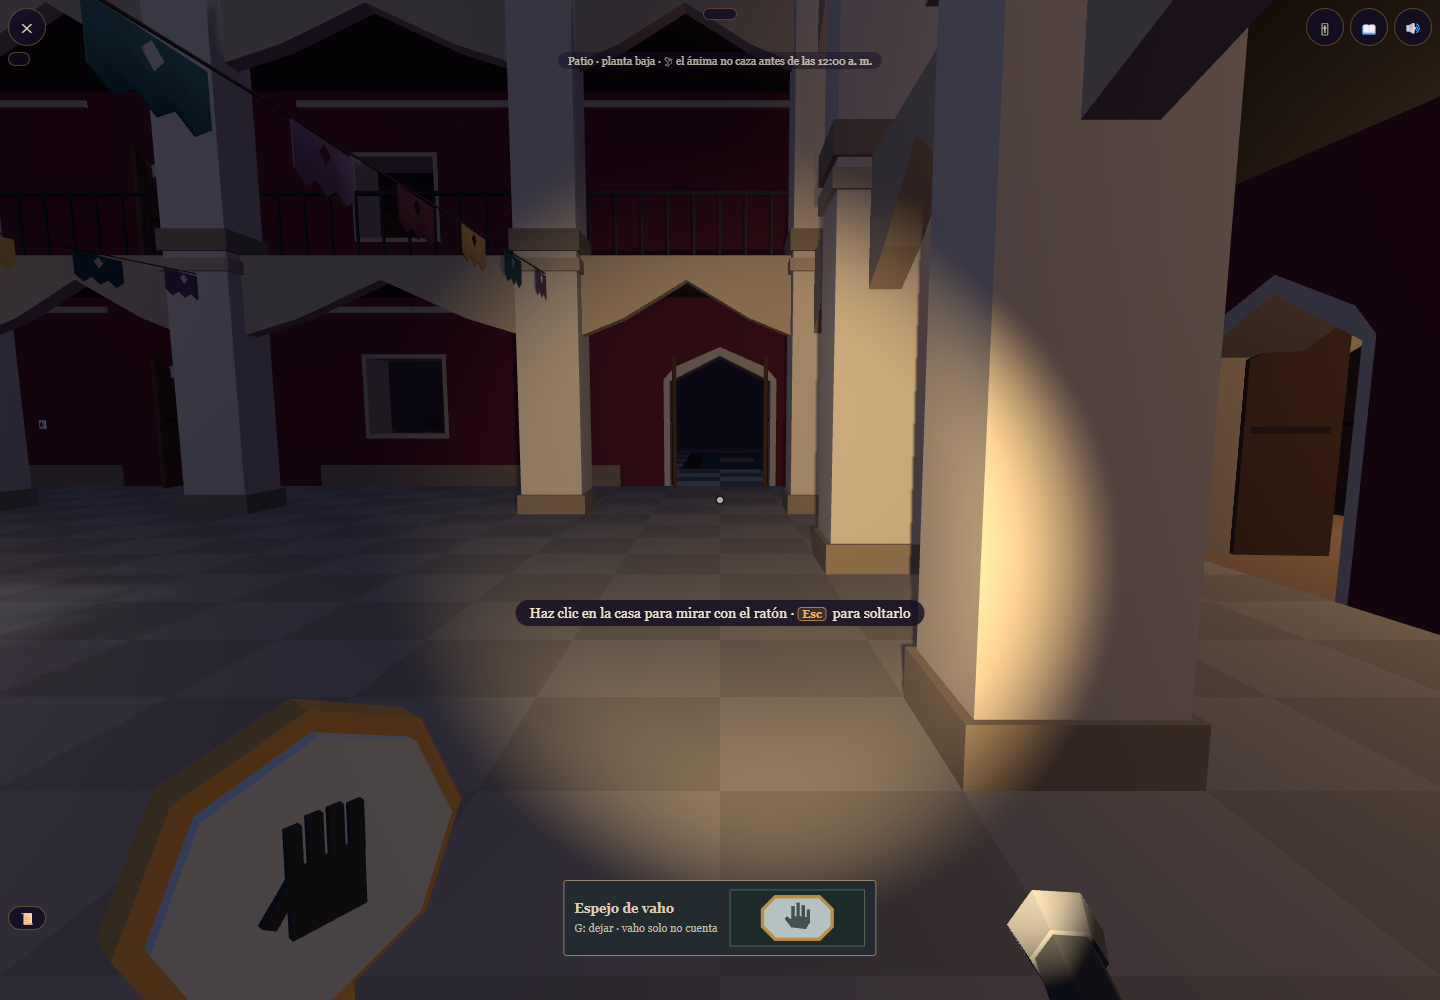 Patio · planta baja · 🕊 el ánima no caza antes de las 12:00 a. m.
Haz clic en la casa para mirar con el ratón · Esc para soltarlo
Espejo de vaho
G: dejar · vaho solo no cuenta